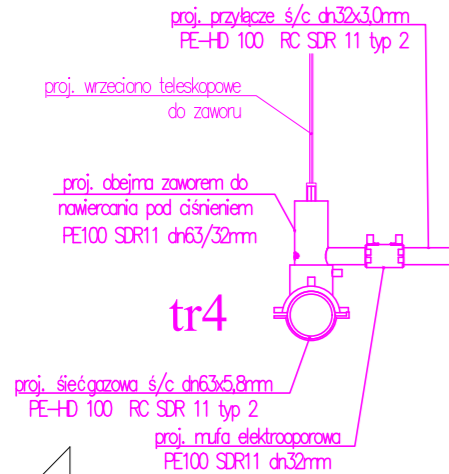 proj. przyłącze ś/c dn32x3,0mm
PE-HD 100 RC SDR 11 typ 2
proj. wrzeciono teleskopowe
do zaworu
proj. obejma zaworem do
nawiercania pod ciśnieniem
PE100 SDR11 dn63/32mm
tr4
proj. śieć gazowa ś/c dn63x5,8mm
PE-HD 100 RC SDR 11 typ 2
proj. mufa elektrooporowa
PE100 SDR11 dn32mm